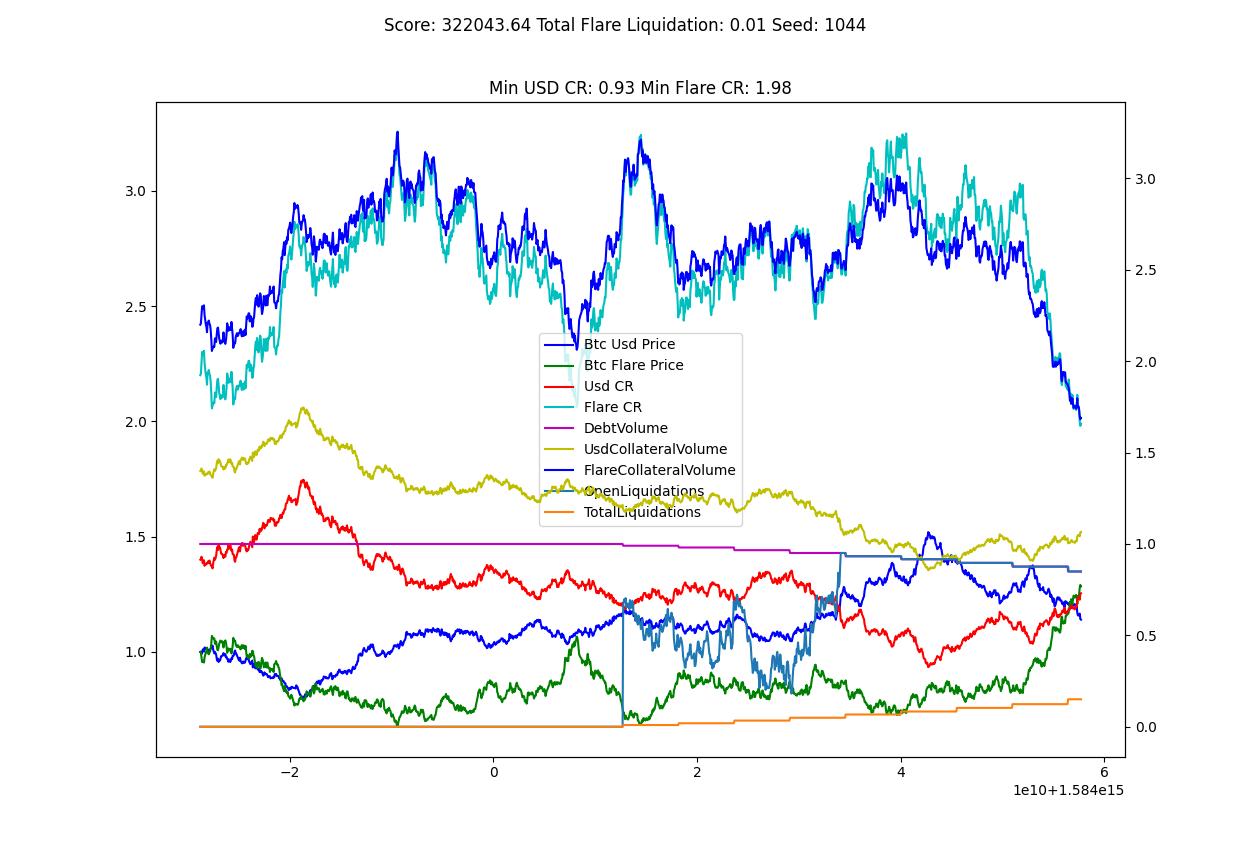 Score: 322043.64 Total Flare Liquidation: 0.01 Seed: 1044
Min USD CR: 0.93 Min Flare CR: 1.98
3.0
2.5
2.0
1.5
1.0
3.0
2.5
2.0
1.5
1.0
0.5
0.0
Btc Usd Price
Btc Flare Price
Usd CR
Flare CR
DebtVolume
UsdCollateralVolume
FlareCollateralVolume
OpenLiquidations
TotalLiquidations
−2 0 2 4 6
1e10+1.584e15